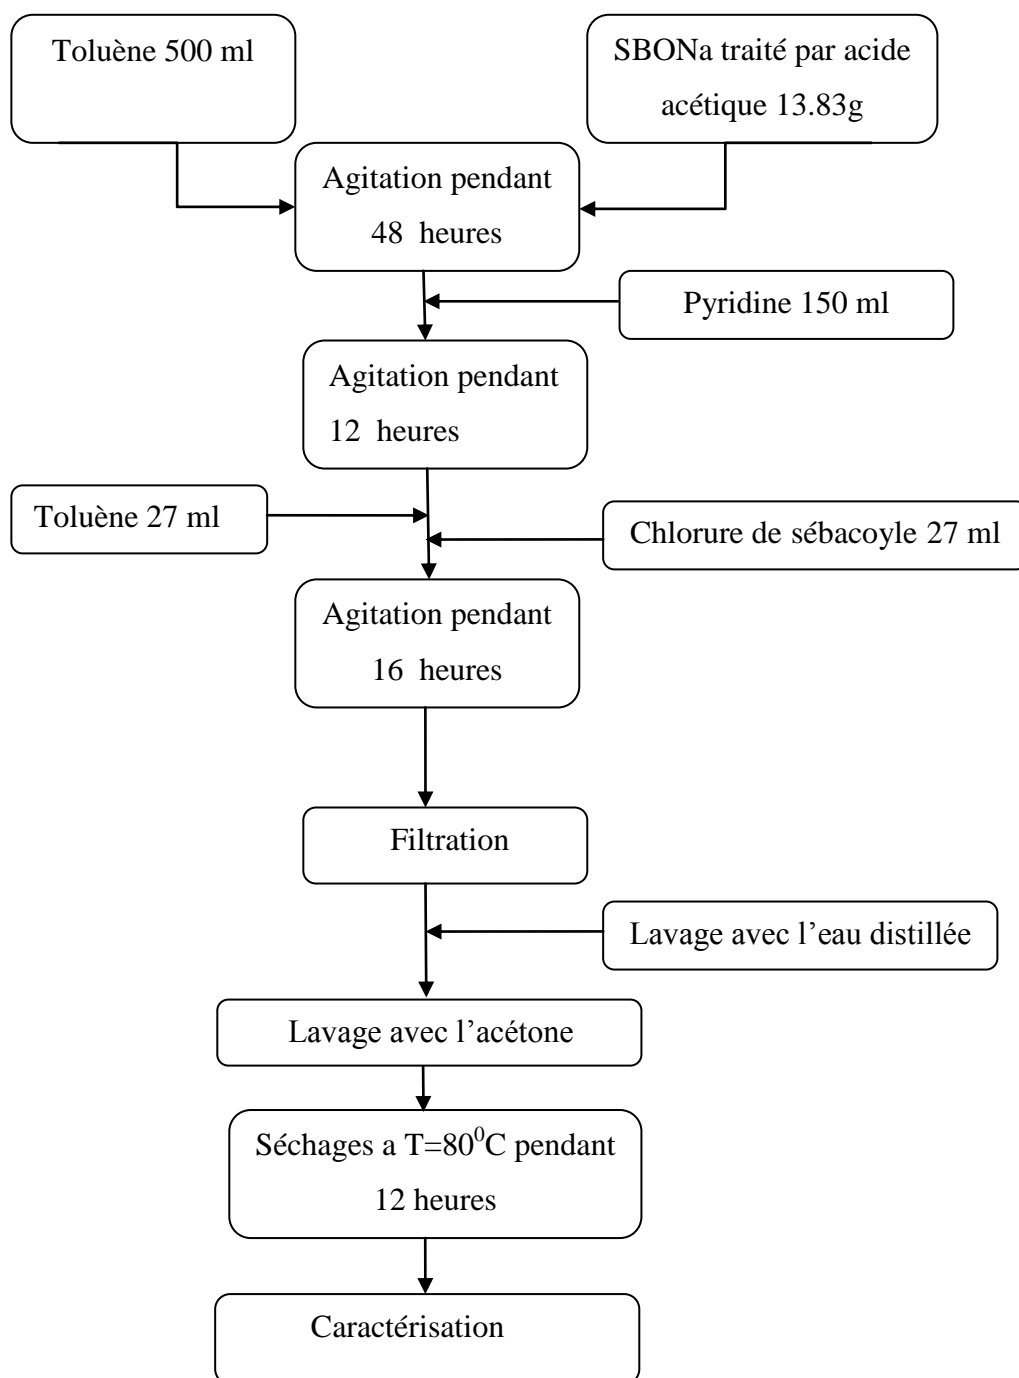 Toluène 500 ml
SBONa traité par acide
acétique 13.83g
Agitation pendant
48 heures
Pyridine 150 ml
Agitation pendant
12 heures
Toluène 27 ml
Chlorure de sébacoyle 27 ml
Agitation pendant
16 heures
Filtration
Lavage avec l’eau distillée
Lavage avec l’acétone
Séchages a T=80⁰C pendant
12 heures
Caractérisation